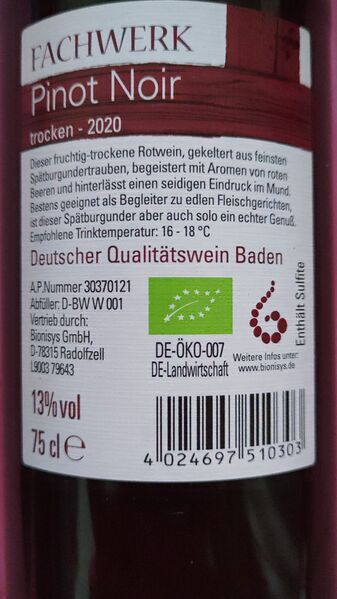 FACHWERK
Pinot Noir
trocken - 2020
Dieser fruchtig-trockene Rotwein, gekeltert aus feinsten
Spätburgundertrauben, begeistert mit Aromen von roten
Beeren und hinterlässt einen seidigen Eindruck im Mund.
Bestens geeignet als Begleiter zu edlen Fleischgerichten,
ist dieser Spätburgunder aber auch solo ein echter Genuß.
Empfohlene Trinktemperatur: 16 - 18 °C
Deutscher Qualitätswein Baden
A.P.Nummer 30370121
Abfüller: D-BW W 001
Vertrieb durch:
Bionisys GmbH,
D-78315 Radolfzell
L9003 79643
13%vol
75 cl ℮
DE-ÖKO-007
DE-Landwirtschaft
Enthält Sulfite
Weitere Infos unter:
www.bionisys.de
4 024697 510303